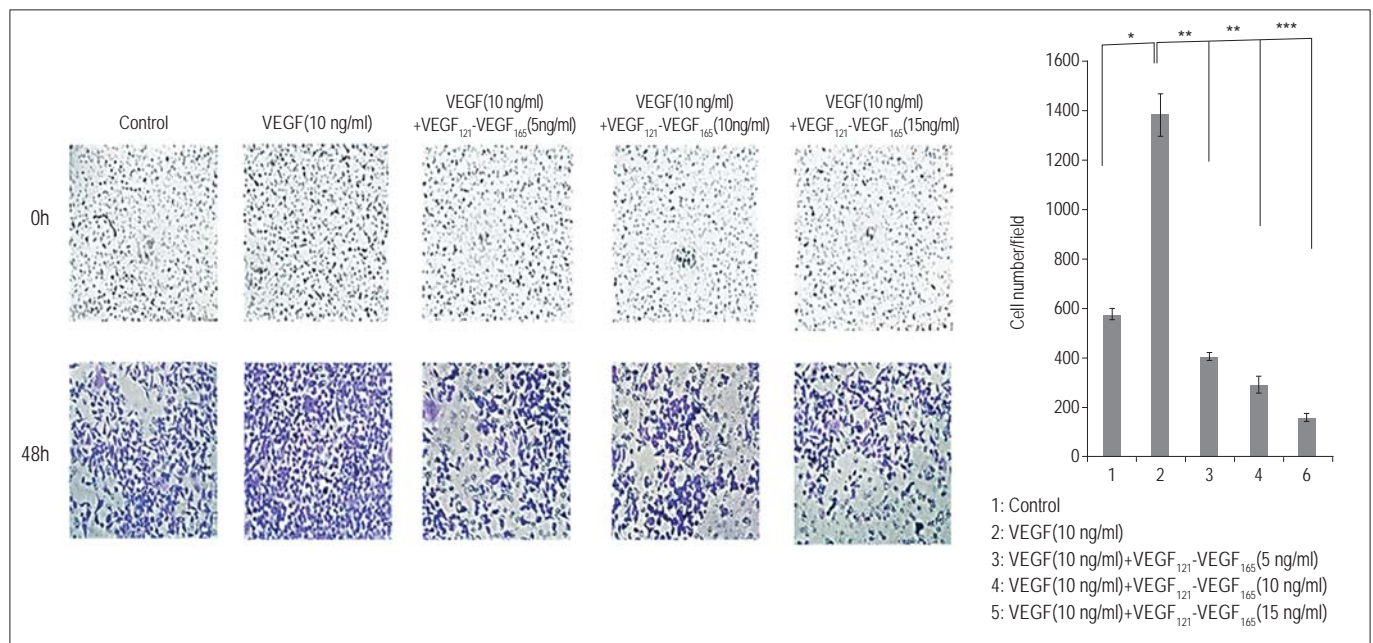 Control
VEGF(10 ng/ml)
VEGF(10 ng/ml)
+VEGF₁₂₁-VEGF₁₆₅(5ng/ml)
VEGF(10 ng/ml)
+VEGF₁₂₁-VEGF₁₆₅(10ng/ml)
VEGF(10 ng/ml)
+VEGF₁₂₁-VEGF₁₆₅(15ng/ml)
0h
48h
*
**
**
***
Cell number/field
1600
1400
1200
1000
800
600
400
200
0
1 2 3 4 6
1: Control
2: VEGF(10 ng/ml)
3: VEGF(10 ng/ml)+VEGF₁₂₁-VEGF₁₆₅(5 ng/ml)
4: VEGF(10 ng/ml)+VEGF₁₂₁-VEGF₁₆₅(10 ng/ml)
5: VEGF(10 ng/ml)+VEGF₁₂₁-VEGF₁₆₅(15 ng/ml)